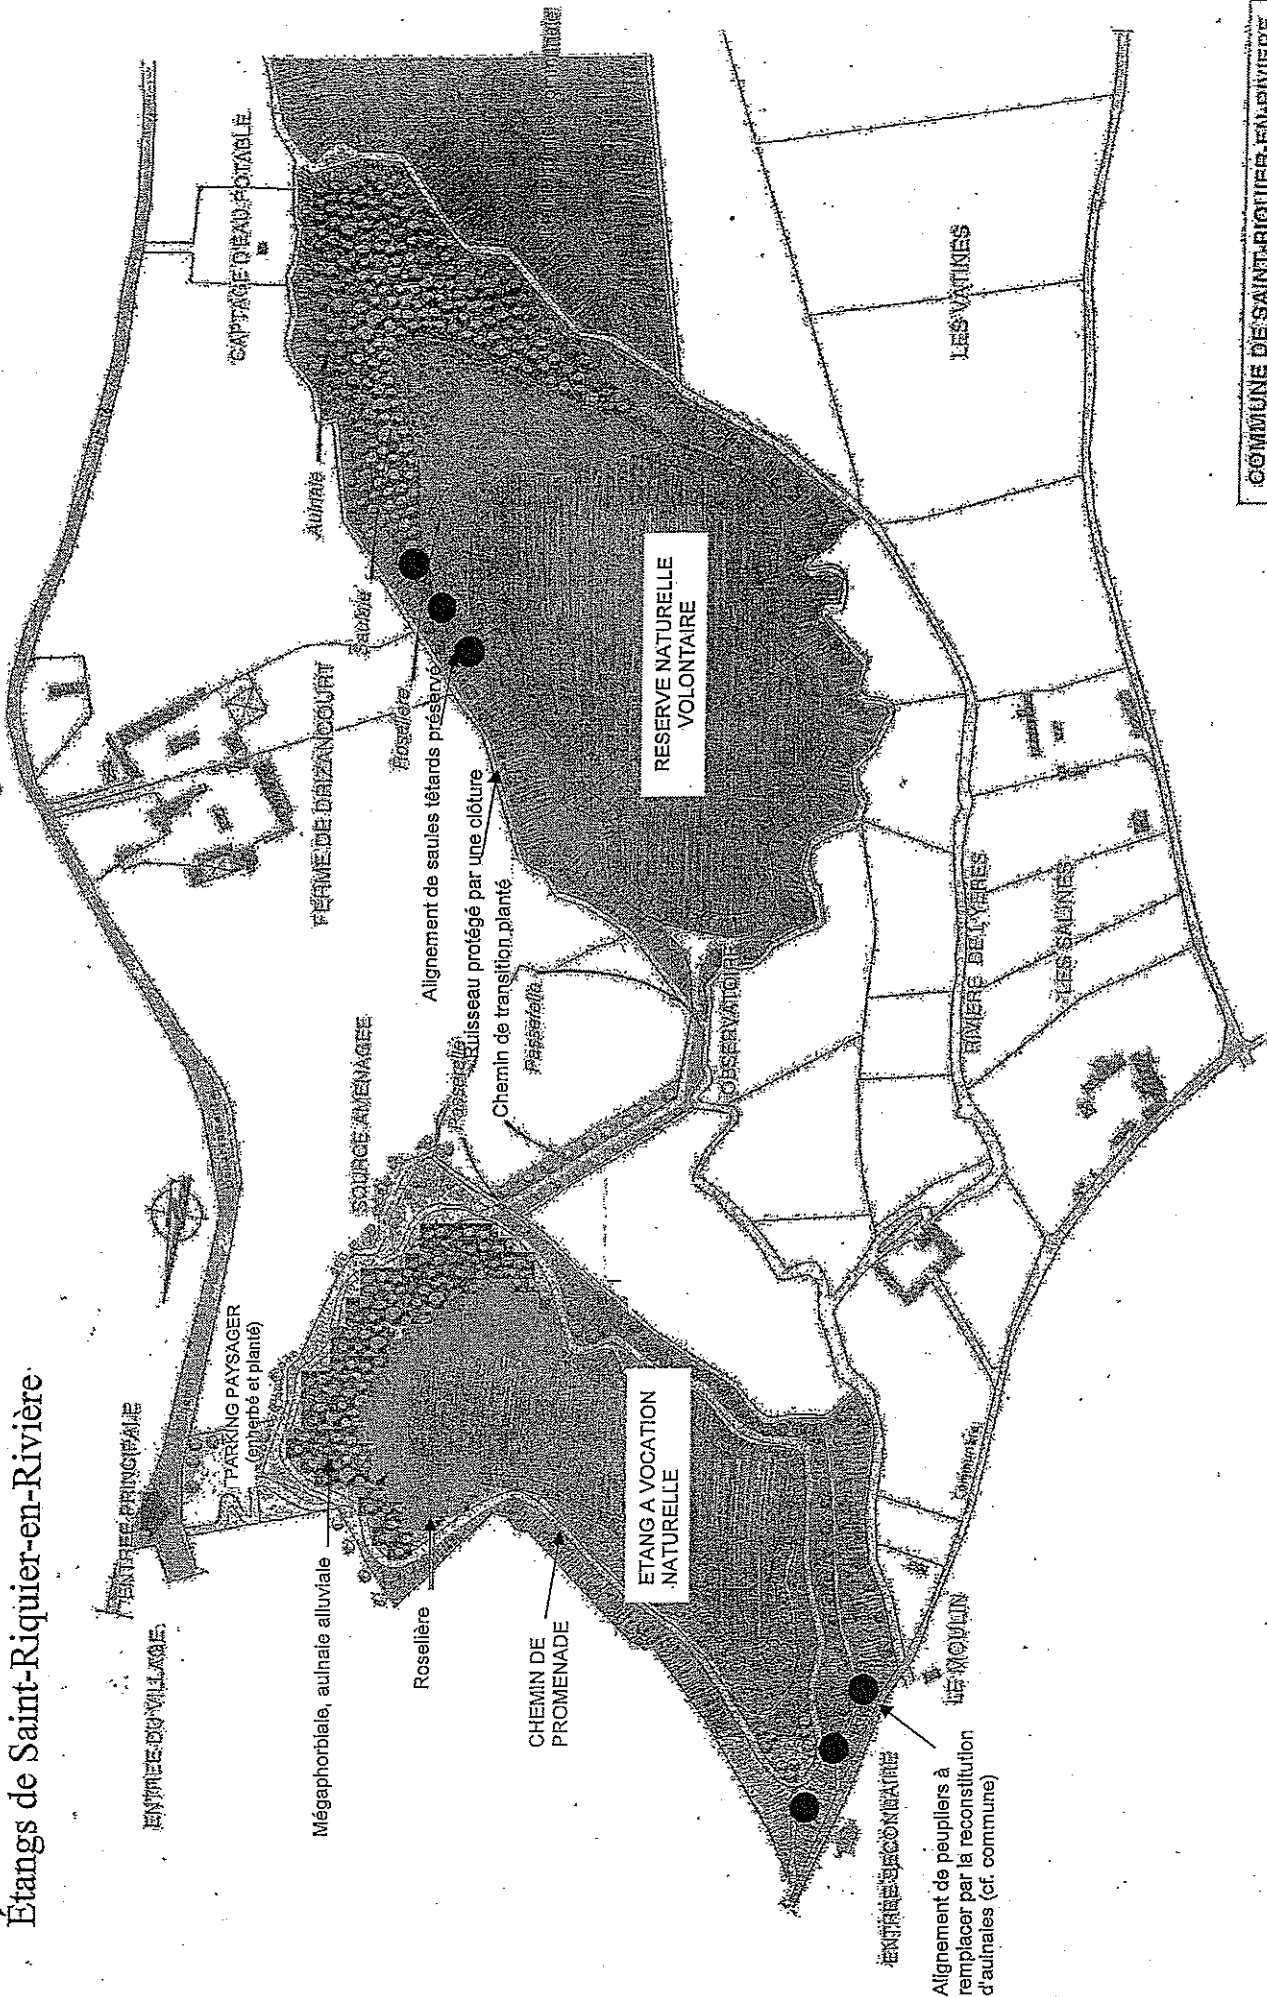 Étangs de Saint-Riquier-en-Rivière
ENTREE DU VILLAGE
ENTREE PRINCIPALE
PARKING PAYSAGER
(enherbé et planté)
SOURCE AMENAGEE
FERME DE DRIZANCOURT
CAPTAGE D'EAU POTABLE
Aulnaie
Saulaie
Roselière
Alignement de saules têtards préservé
Ruisseau protégé par une clôture
Chemin de transition planté
Passerelle
Passerelle
Mégaphorbiaie, aulnaie alluviale
Roselière
CHEMIN DE
PROMENADE
ETANG A VOCATION
NATURELLE
RESERVE NATURELLE
VOLONTAIRE
OBSERVATOIRE
RIVIERE DE L'YERES
LES SALINES
LES VATINES
LE MOULIN
ENTREE SECONDAIRE
Alignement de peupliers à
remplacer par la reconstitution
d'aulnaies (cf. commune)
COMMUNE DE SAINT-RIQUIER-EN-RIVIERE